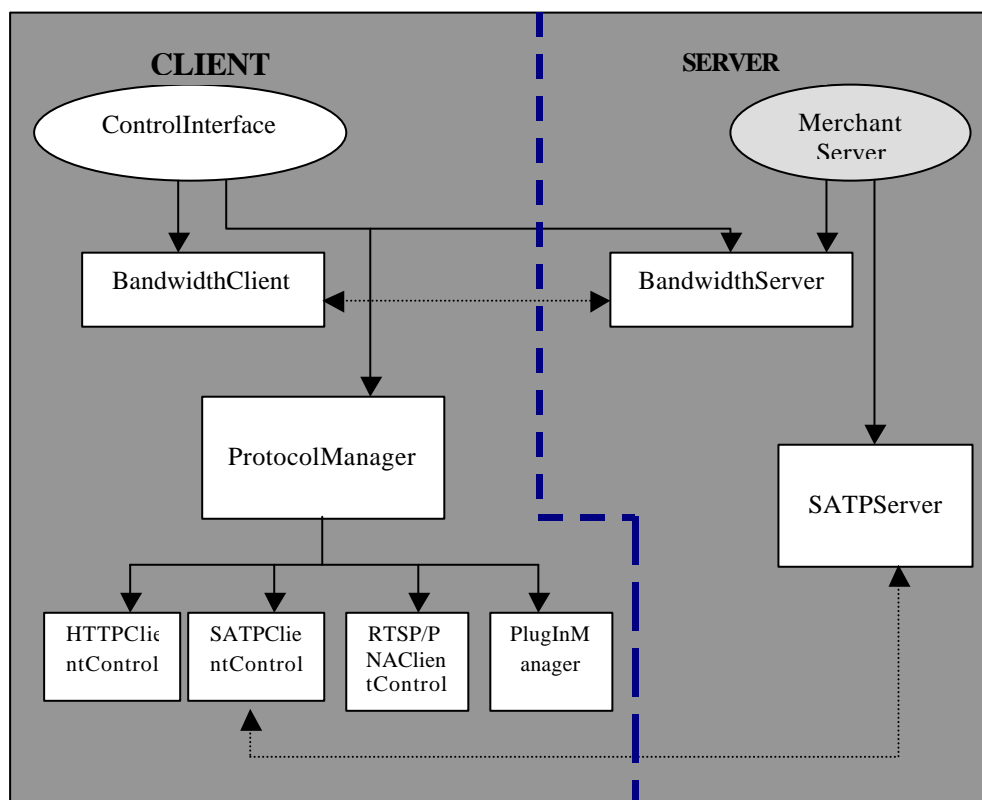 CLIENT
SERVER
ControlInterface
Merchant
Server
BandwidthClient
BandwidthServer
ProtocolManager
SATPServer
HTTPClie
ntControl
SATPClie
ntControl
RTSP/P
NAClien
tControl
PlugInM
anager